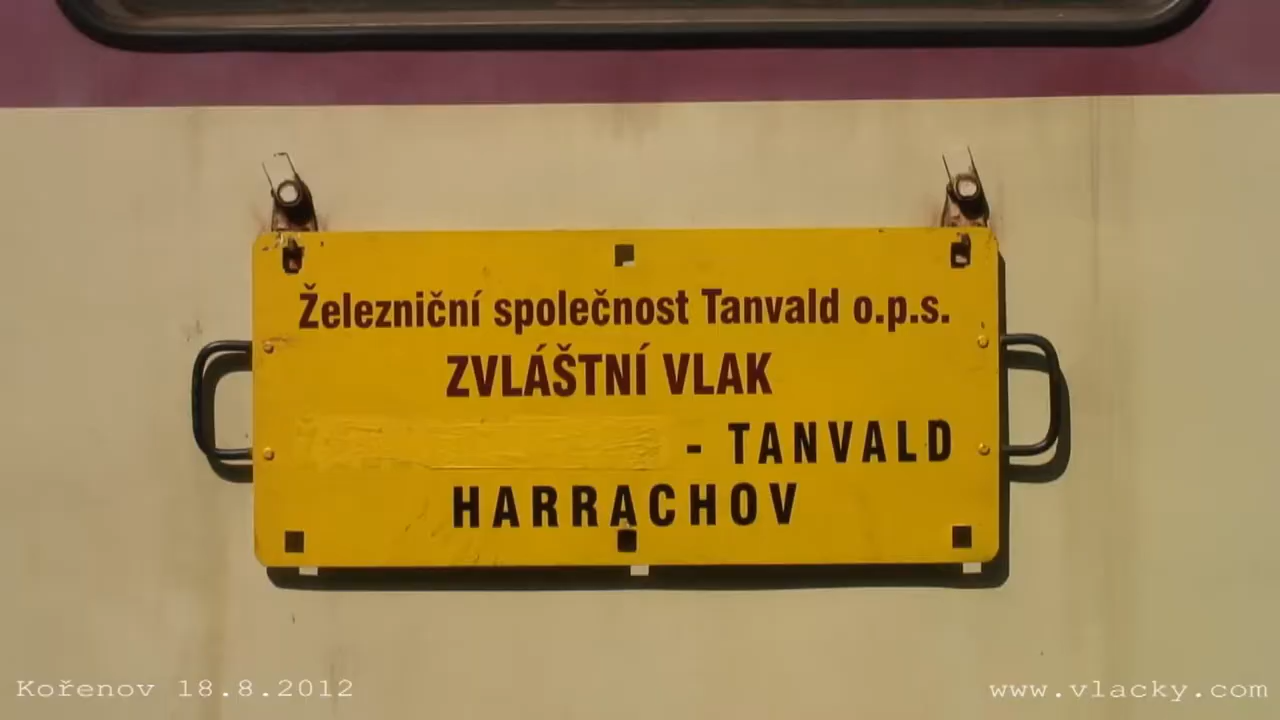 Železniční společnost Tanvald o.p.s.
ZVLÁŠTNÍ VLAK
- TANVALD
HARRACHOV
Kořenov 18.8.2012
www.vlacky.com